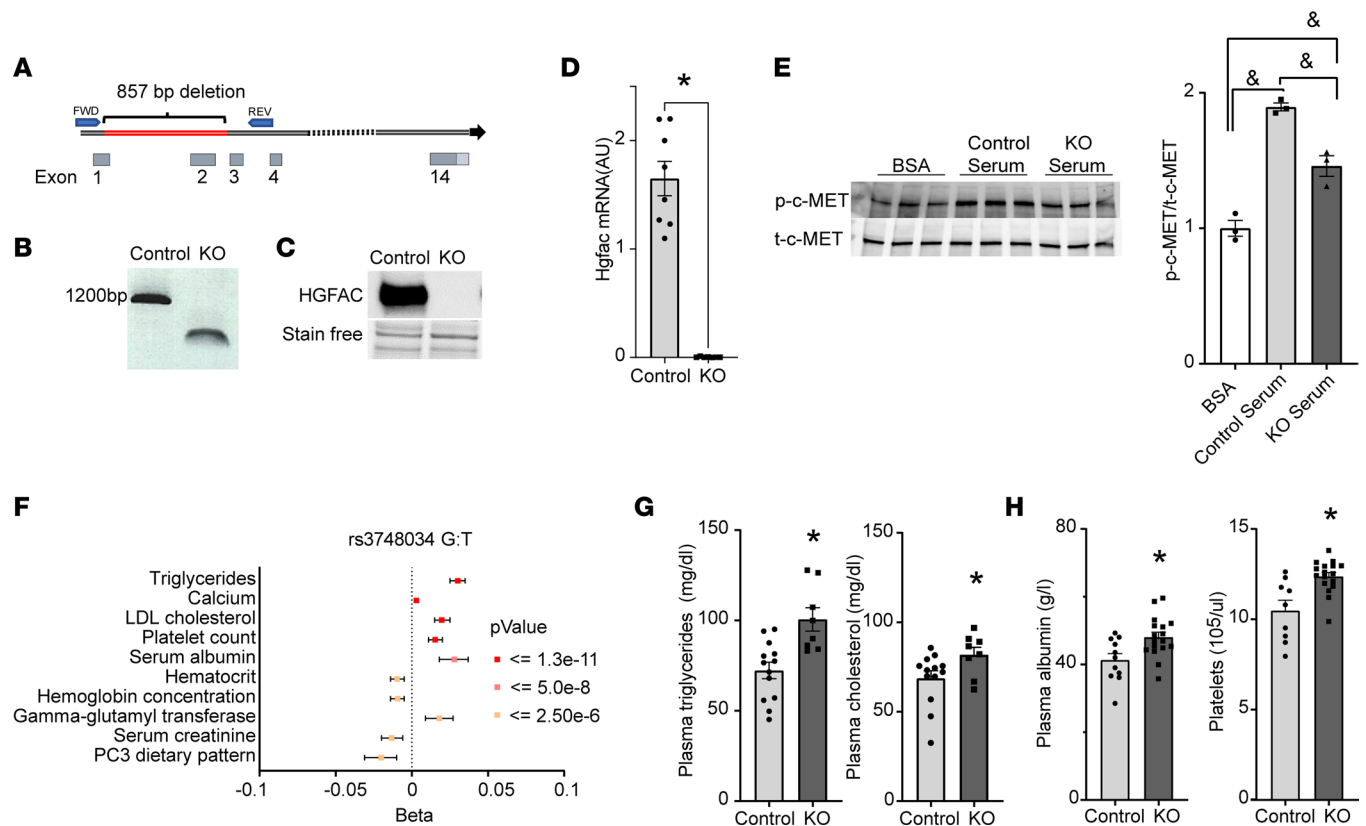 A
857 bp deletion
FWD
REV
Exon
1
2
3
4
14
B
Control KO
1200bp
C
Control KO
HGFAC
Stain free
D
*
Hgfac mRNA(AU)
2
1
0
Control KO
E
BSA
Control
Serum
KO
Serum
p-c-MET
t-c-MET
&
&
&
p-c-MET/t-c-MET
2
1
0
BSA
Control Serum
KO Serum
F
rs3748034 G:T
Triglycerides
Calcium
LDL cholesterol
Platelet count
Serum albumin
Hematocrit
Hemoglobin concentration
Gamma-glutamyl transferase
Serum creatinine
PC3 dietary pattern
-0.1
-0.05
0
0.05
0.1
Beta
pValue
<= 1.3e-11
<= 5.0e-8
<= 2.50e-6
G
Plasma triglycerides (mg/dl)
150
100
50
0
*
Control KO
Plasma cholesterol (mg/dl)
150
100
50
0
*
Control KO
H
Plasma albumin (g/l)
80
40
0
*
Control KO
Platelets (10⁵/ul)
15
10
5
0
*
Control KO